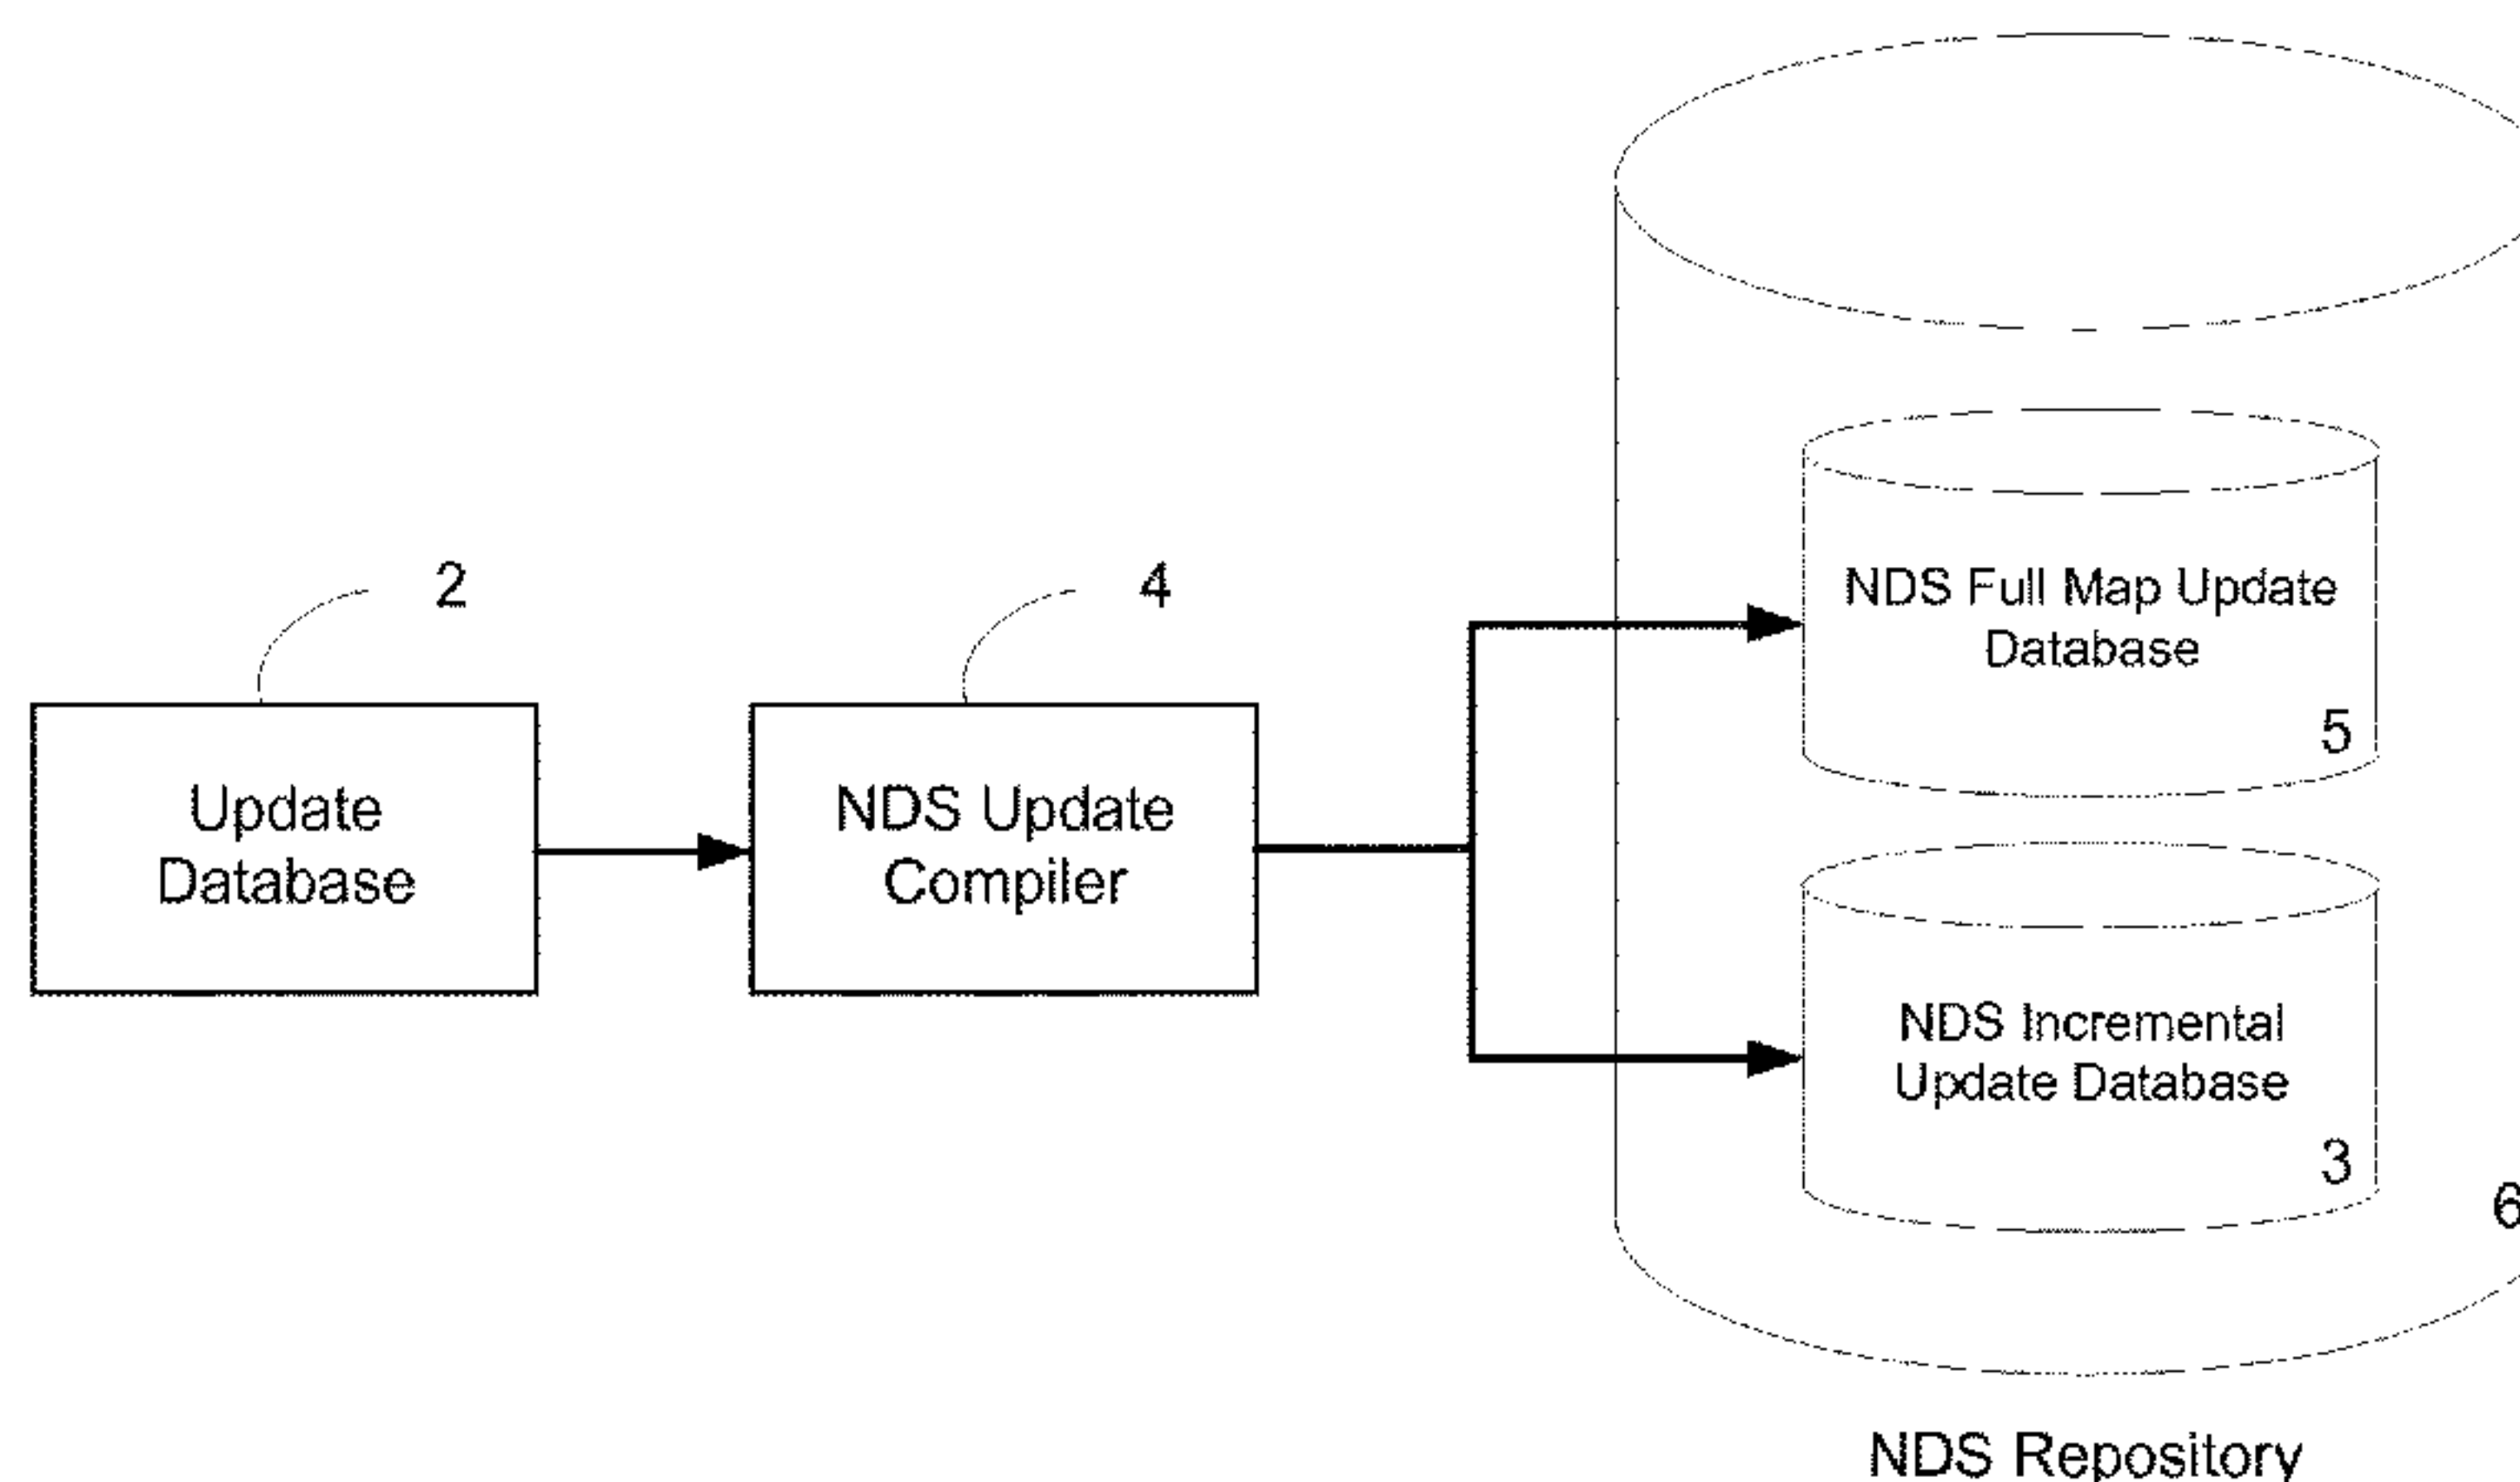 2
4
Update
Database
NDS Update
Compiler
NDS Full Map Update
Database
5
NDS Incremental
Update Database
3
6
NDS Repository